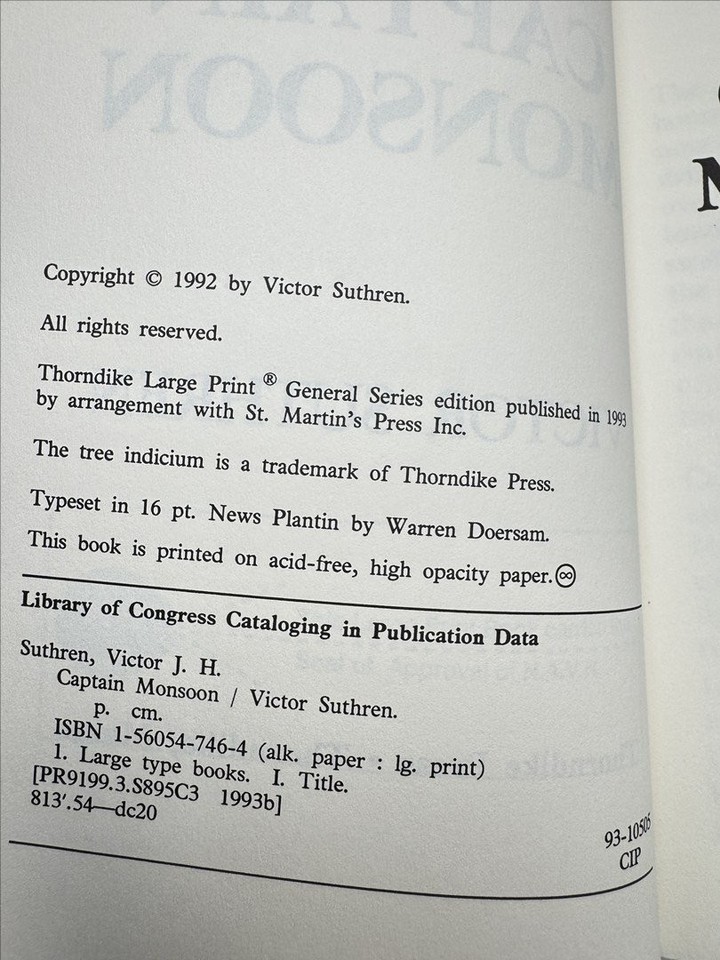 Copyright © 1992 by Victor Suthren.
All rights reserved.
Thorndike Large Print ® General Series edition published in 1993
by arrangement with St. Martin's Press Inc.
The tree indicium is a trademark of Thorndike Press.
Typeset in 16 pt. News Plantin by Warren Doersam.
This book is printed on acid-free, high opacity paper.♾
Library of Congress Cataloging in Publication Data
Suthren, Victor J. H.
Captain Monsoon / Victor Suthren.
p. cm.
ISBN 1-56054-746-4 (alk. paper : lg. print)
1. Large type books. I. Title.
[PR9199.3.S895C3 1993b]
813'.54—dc20
93-10505
CIP